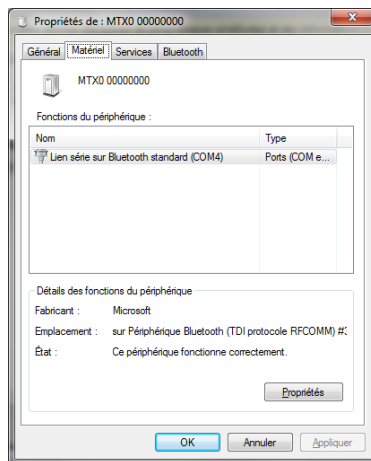 Propriétés de : MTX0 00000000
Général Matériel Services Bluetooth
MTX0 00000000
Fonctions du périphérique :
Nom Type
Lien série sur Bluetooth standard (COM4) Ports (COM e...
Détails des fonctions du périphérique
Fabricant : Microsoft
Emplacement : sur Périphérique Bluetooth (TDI protocole RFCOMM)
État : Ce périphérique fonctionne correctement.
Propriétés
OK Annuler Appliquer